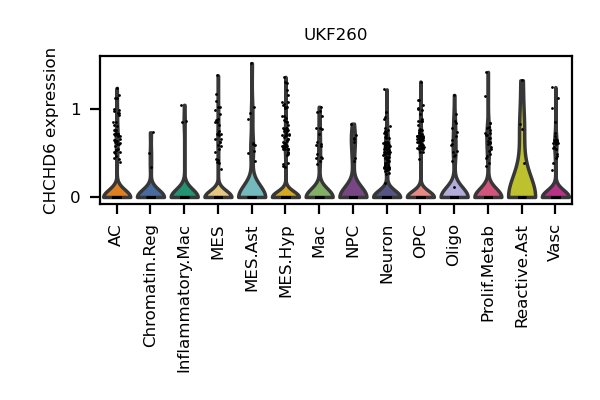 UKF260
CHCHD6 expression
1
0
AC
Chromatin.Reg
Inflammatory.Mac
MES
MES.Ast
MES.Hyp
Mac
NPC
Neuron
OPC
Oligo
Prolif.Metab
Reactive.Ast
Vasc